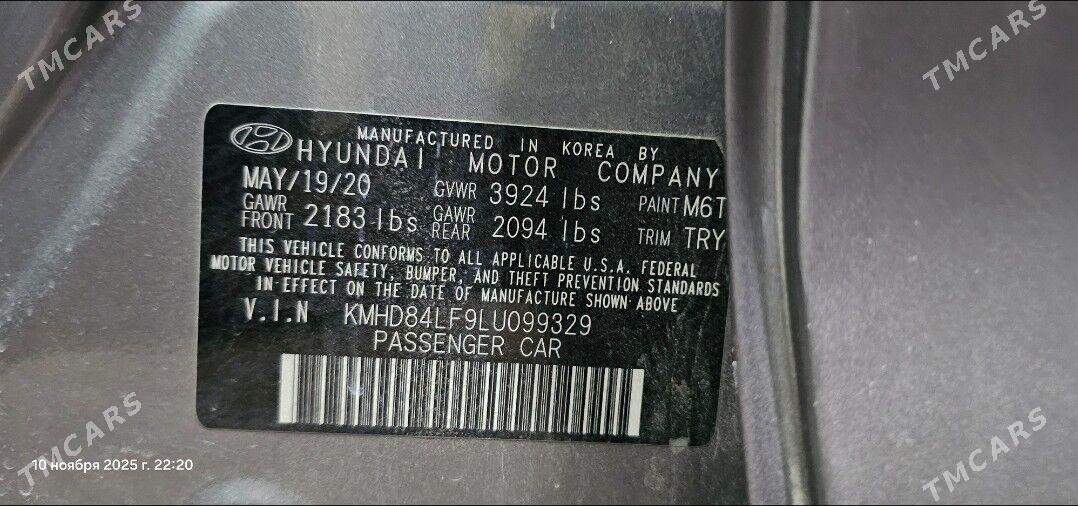 TMCARS
TMCARS
MANUFACTURED IN KOREA BY
HYUNDAI MOTOR COMPANY
MAY/19/20 GVWR 3924 lbs PAINT M6T
GAWR FRONT 2183 lbs GAWR REAR 2094 lbs TRIM TRY
THIS VEHICLE CONFORMS TO ALL APPLICABLE U.S.A. FEDERAL
MOTOR VEHICLE SAFETY, BUMPER, AND THEFT PREVENTION STANDARDS
IN-EFFECT ON THE DATE OF MANUFACTURE SHOWN ABOVE
V.I.N KMHD84LF9LU099329
PASSENGER CAR
TMCARS
10 ноября 2025 г. 22:20
TMCARS